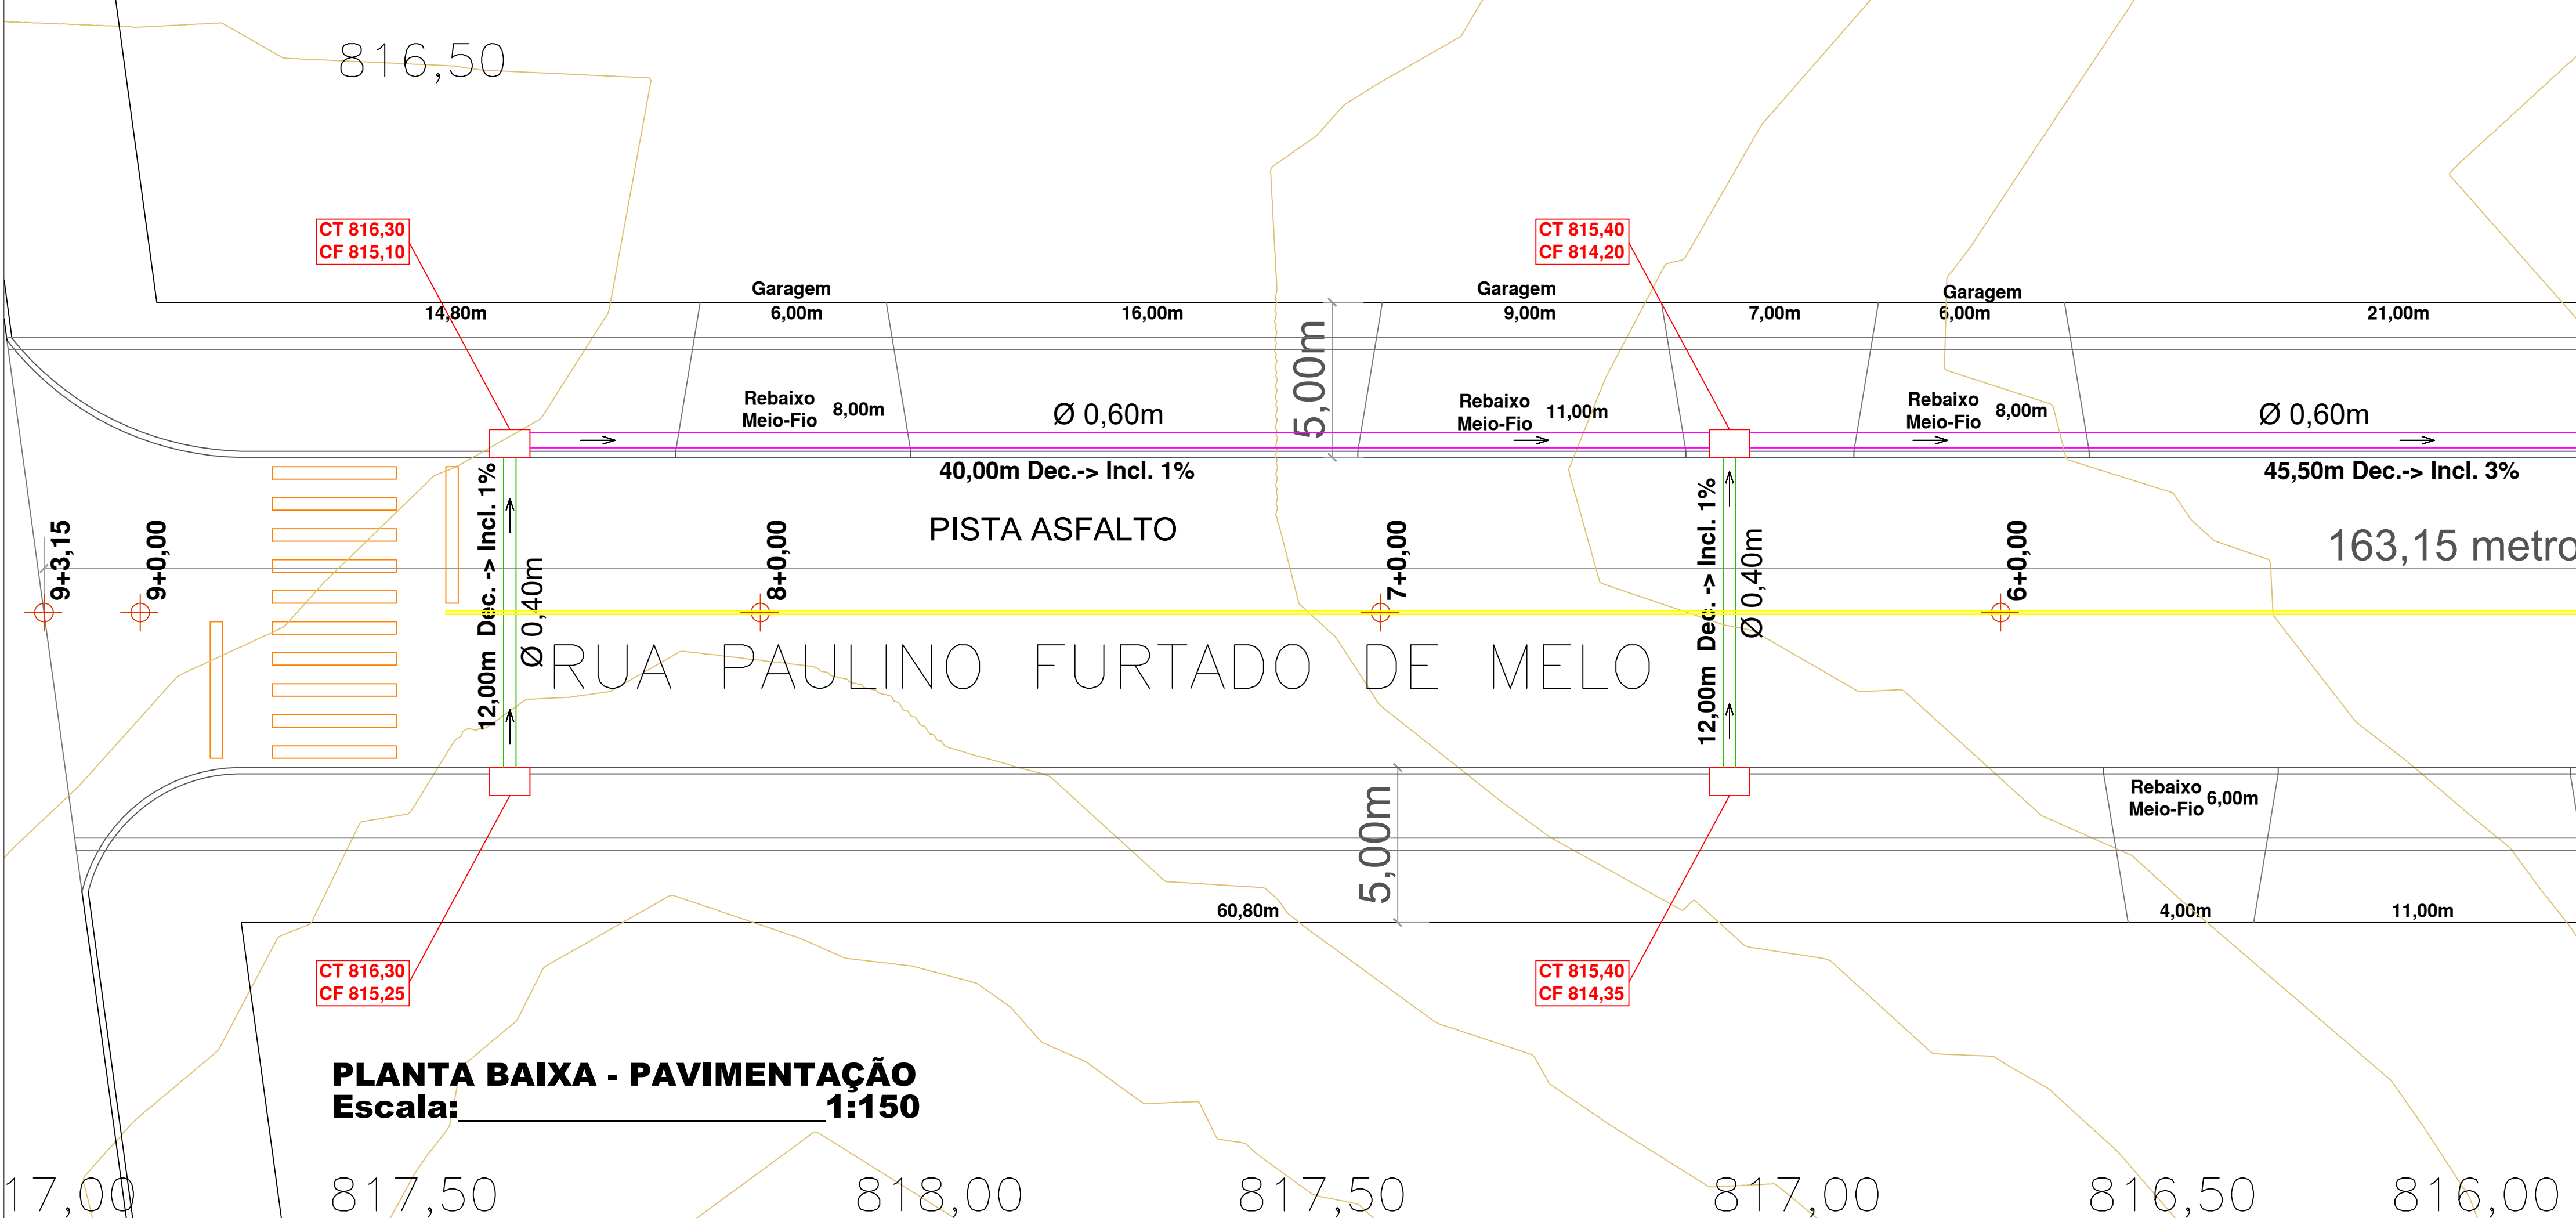 816,50
CT 816,30
CF 815,10
CT 815,40
CF 814,20
Garagem
Garagem
Garagem
14,80m
6,00m
16,00m
9,00m
7,00m
6,00m
21,00m
5,00m
Rebaixo
Meio-Fio
8,00m
Ø 0,60m
Rebaixo
Meio-Fio
11,00m
Rebaixo
Meio-Fio
8,00m
Ø 0,60m
40,00m Dec.-> Incl. 1%
45,50m Dec.-> Incl. 3%
PISTA ASFALTO
163,15 metro
9+3,15
9+0,00
12,00m Dec. -> Incl. 1%
Ø 0,40m
8+0,00
7+0,00
12,00m Dec. -> Incl. 1%
Ø 0,40m
6+0,00
RUA PAULINO FURTADO DE MELO
Rebaixo
Meio-Fio
6,00m
5,00m
60,80m
4,00m
11,00m
CT 816,30
CF 815,25
CT 815,40
CF 814,35
PLANTA BAIXA - PAVIMENTAÇÃO
Escala:______________________1:150
17,00
817,50
818,00
817,50
817,00
816,50
816,00